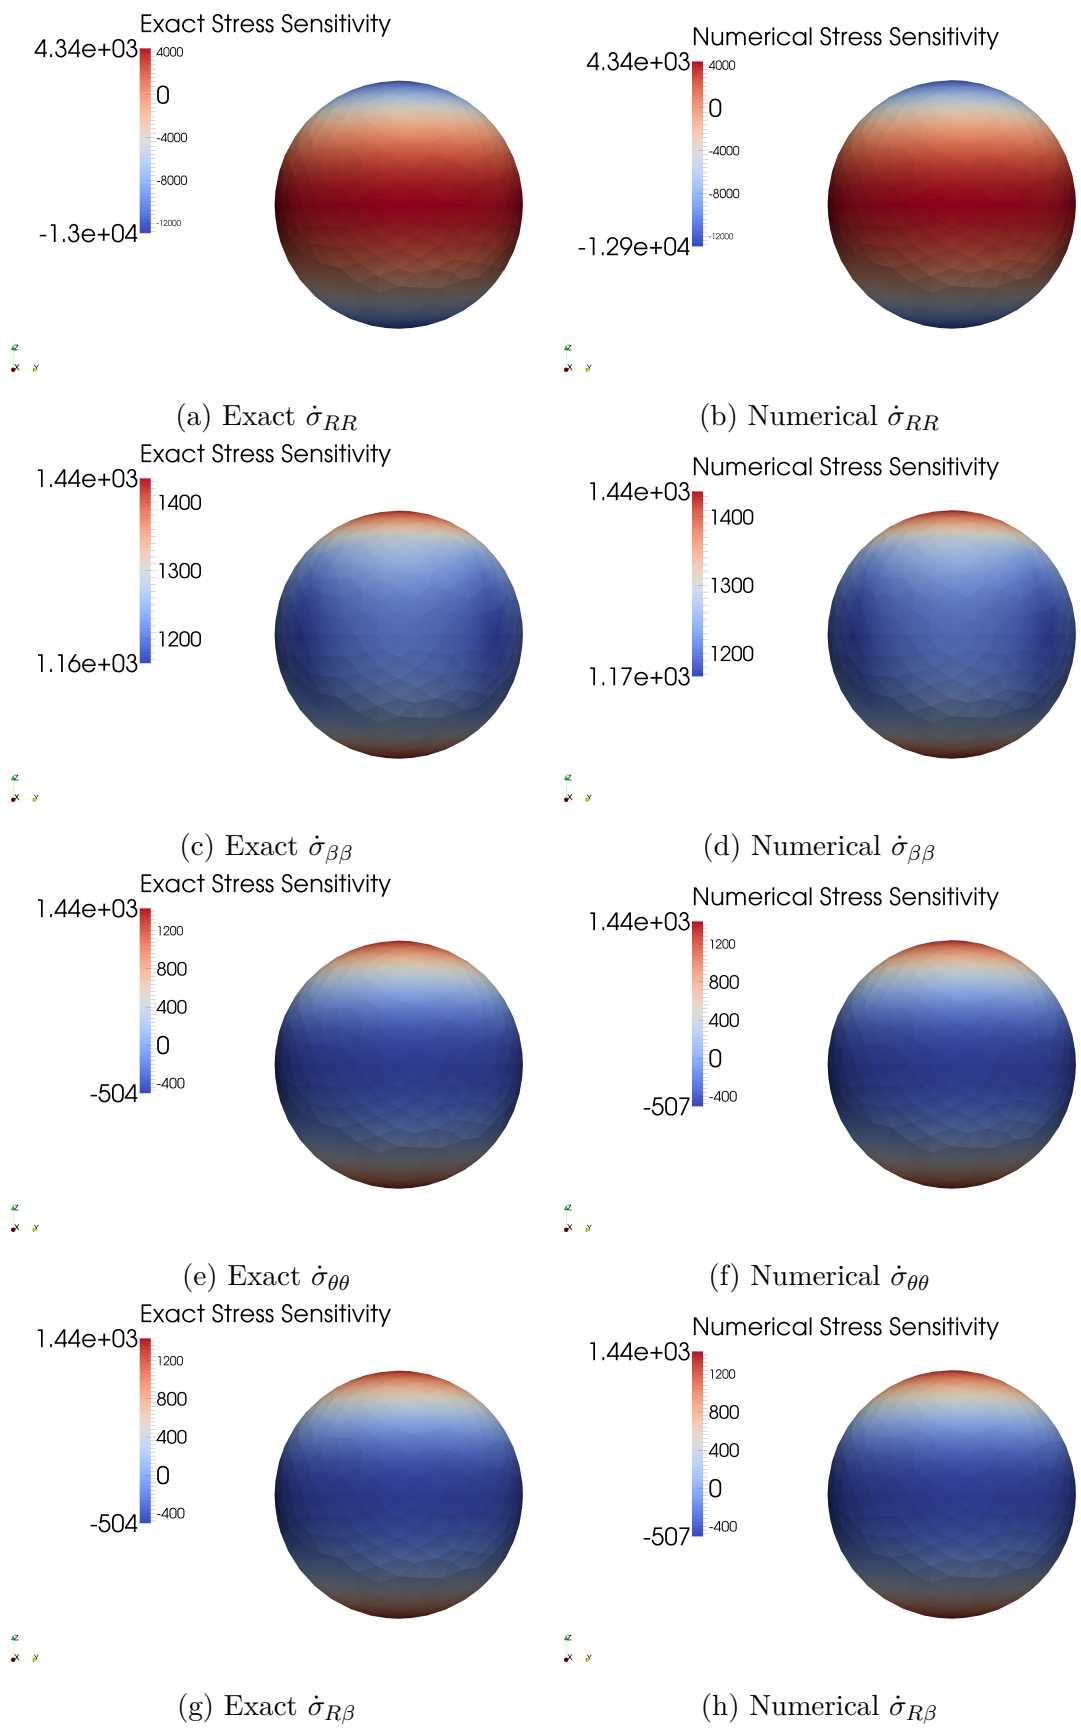 Exact Stress Sensitivity
4.34e+03
4000
0
-4000
-8000
-12000
-1.3e+04
Z
X Y
(a) Exact σ̇_RR
Numerical Stress Sensitivity
4.34e+03
4000
0
-4000
-8000
-12000
-1.29e+04
Z
X Y
(b) Numerical σ̇_RR
Exact Stress Sensitivity
1.44e+03
1400
1300
1200
1.16e+03
Z
X Y
(c) Exact σ̇_ββ
Numerical Stress Sensitivity
1.44e+03
1400
1300
1200
1.17e+03
Z
X Y
(d) Numerical σ̇_ββ
Exact Stress Sensitivity
1.44e+03
1200
800
400
0
-400
-504
Z
X Y
(e) Exact σ̇_θθ
Numerical Stress Sensitivity
1.44e+03
1200
800
400
0
-400
-507
Z
X Y
(f) Numerical σ̇_θθ
Exact Stress Sensitivity
1.44e+03
1200
800
400
0
-400
-504
Z
X Y
(g) Exact σ̇_Rβ
Numerical Stress Sensitivity
1.44e+03
1200
800
400
0
-400
-507
Z
X Y
(h) Numerical σ̇_Rβ